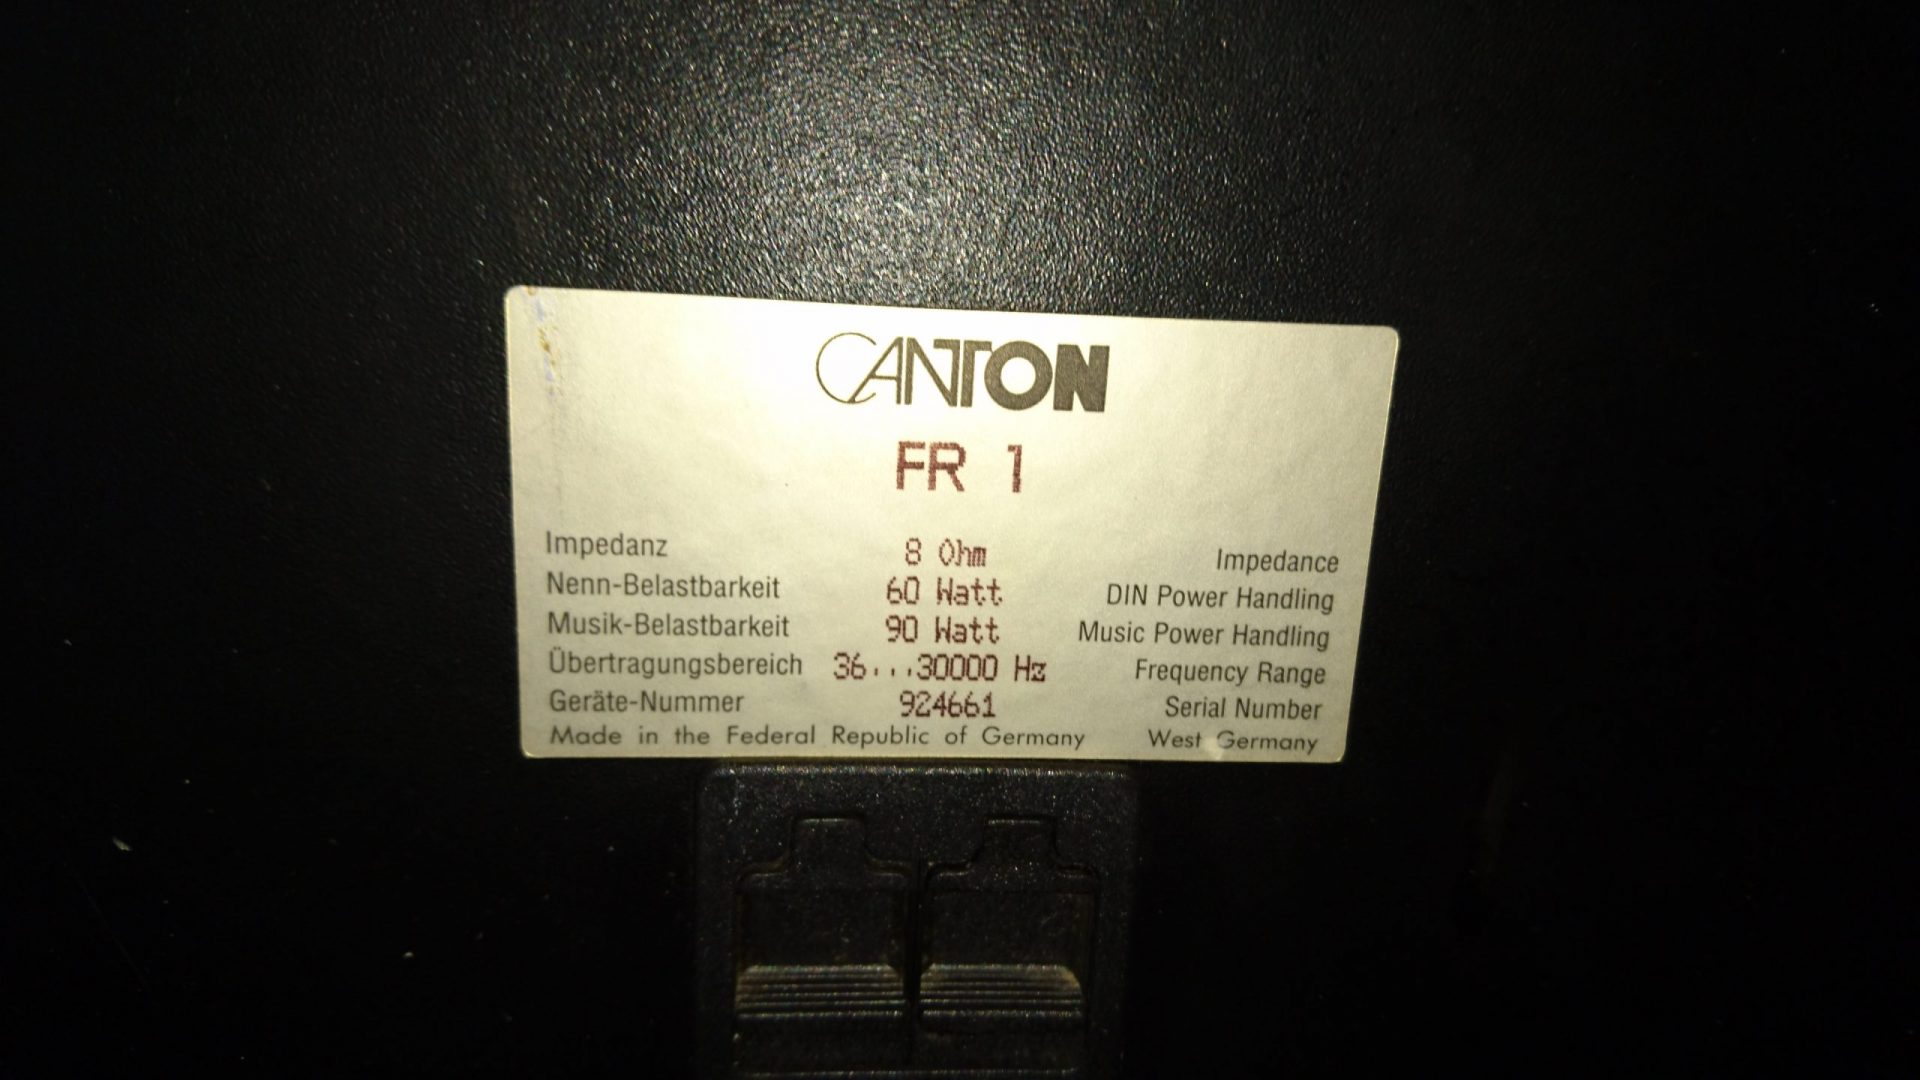 CANTON
FR 1
Impedanz 8 Ohm Impedance
Nenn-Belastbarkeit 60 Watt DIN Power Handling
Musik-Belastbarkeit 90 Watt Music Power Handling
Übertragungsbereich 36...30000 Hz Frequency Range
Geräte-Nummer 924661 Serial Number
Made in the Federal Republic of Germany West Germany